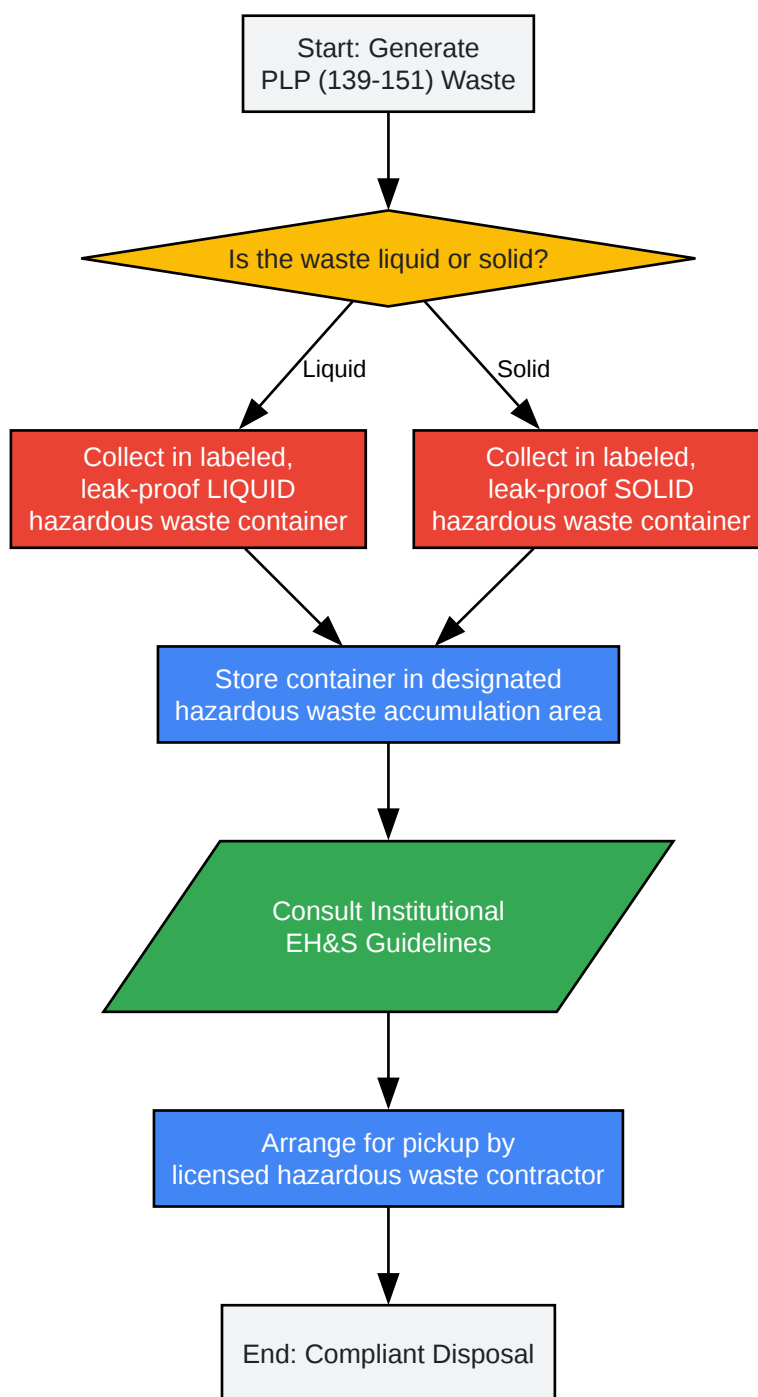 Start: Generate
PLP (139-151) Waste
Is the waste liquid or solid?
Liquid
Solid
Collect in labeled,
leak-proof LIQUID
hazardous waste container
Collect in labeled,
leak-proof SOLID
hazardous waste container
Store container in designated
hazardous waste accumulation area
Consult Institutional
EH&S Guidelines
Arrange for pickup by
licensed hazardous waste contractor
End: Compliant Disposal